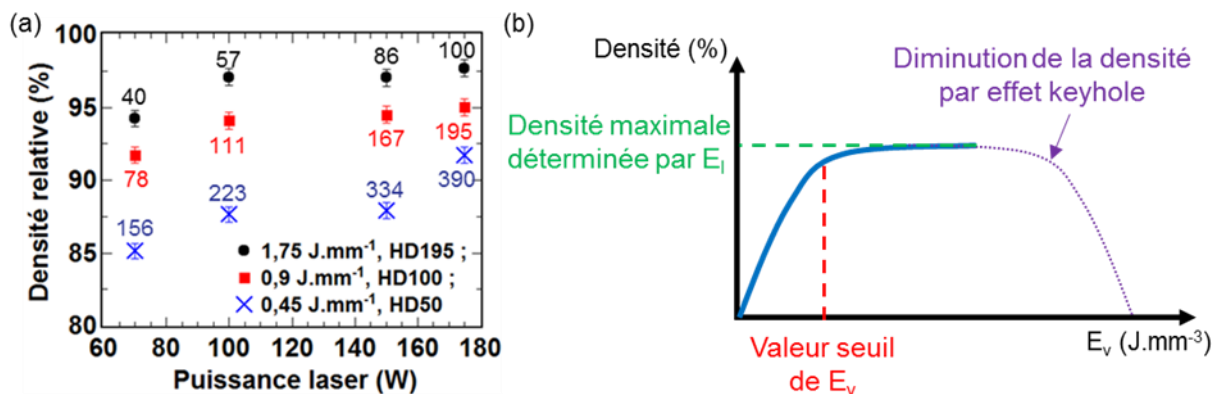 (a)
Densité relative (%)
100
95
90
85
80
40
57
86
100
78
111
167
195
156
223
334
390
1,75 J.mm⁻¹, HD195 ;
0,9 J.mm⁻¹, HD100 ;
0,45 J.mm⁻¹, HD50
60 80 100 120 140 160 180
Puissance laser (W)
(b)
Densité (%)
Diminution de la densité
par effet keyhole
Densité maximale
déterminée par Eₗ
Valeur seuil
de Eᵥ
Eᵥ (J.mm⁻³)